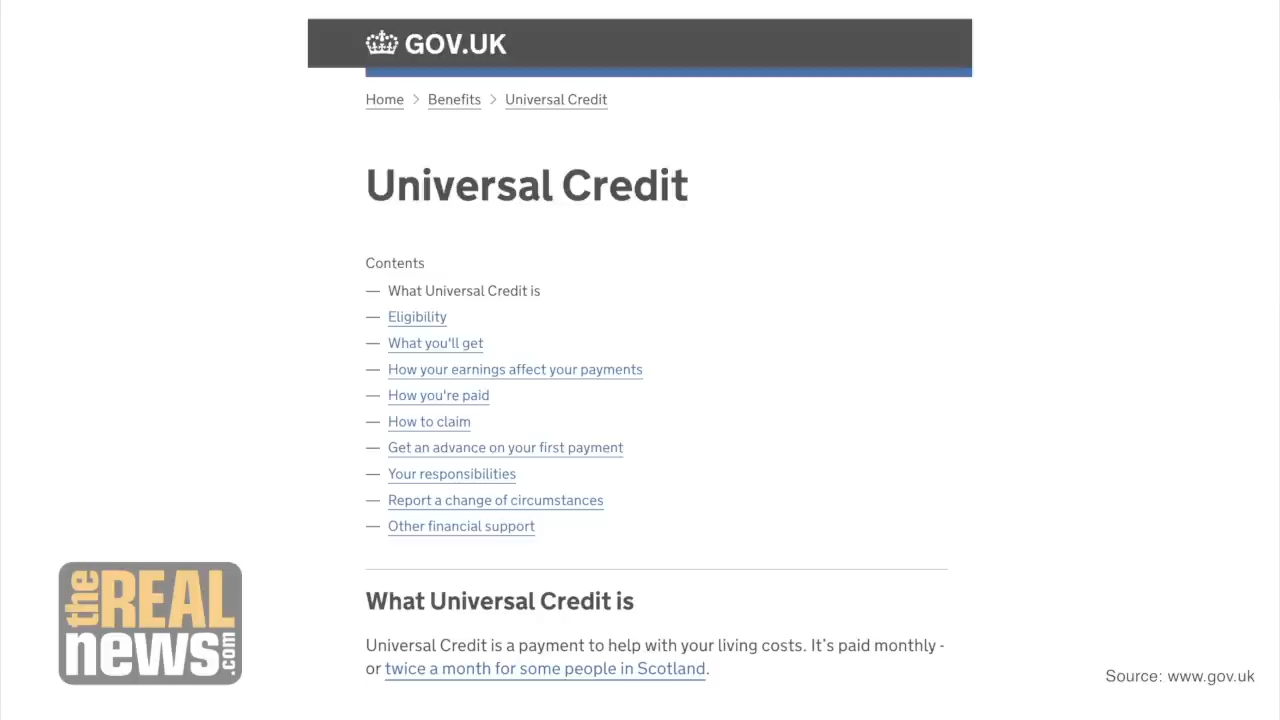 GOV.UK
Home > Benefits > Universal Credit
Universal Credit
Contents
— What Universal Credit is
— Eligibility
— What you'll get
— How your earnings affect your payments
— How you're paid
— How to claim
— Get an advance on your first payment
— Your responsibilities
— Report a change of circumstances
— Other financial support
What Universal Credit is
Universal Credit is a payment to help with your living costs. It’s paid monthly -
or twice a month for some people in Scotland.
the REAL
news.com
Source: www.gov.uk